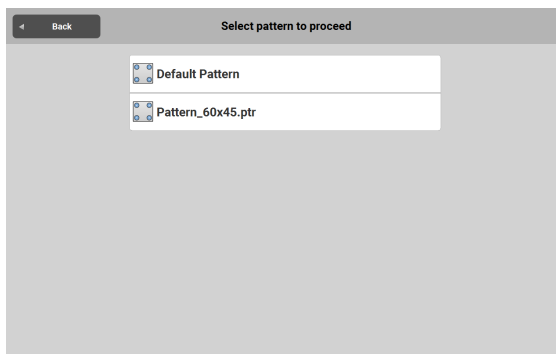 Back
Select pattern to proceed
Default Pattern
Pattern_60x45.ptr